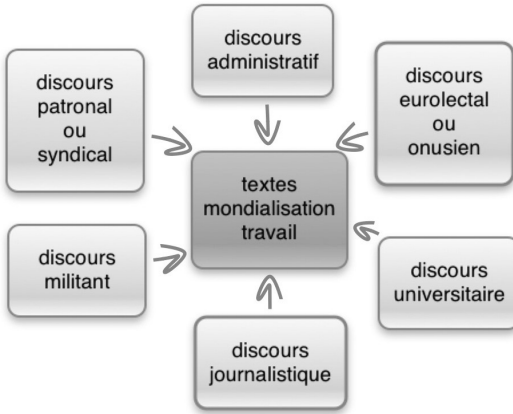 discours
administratif
discours
patronal
ou
syndical
discours
eurolectal
ou
onusien
textes
mondialisation
travail
discours
militant
discours
universitaire
discours
journalistique